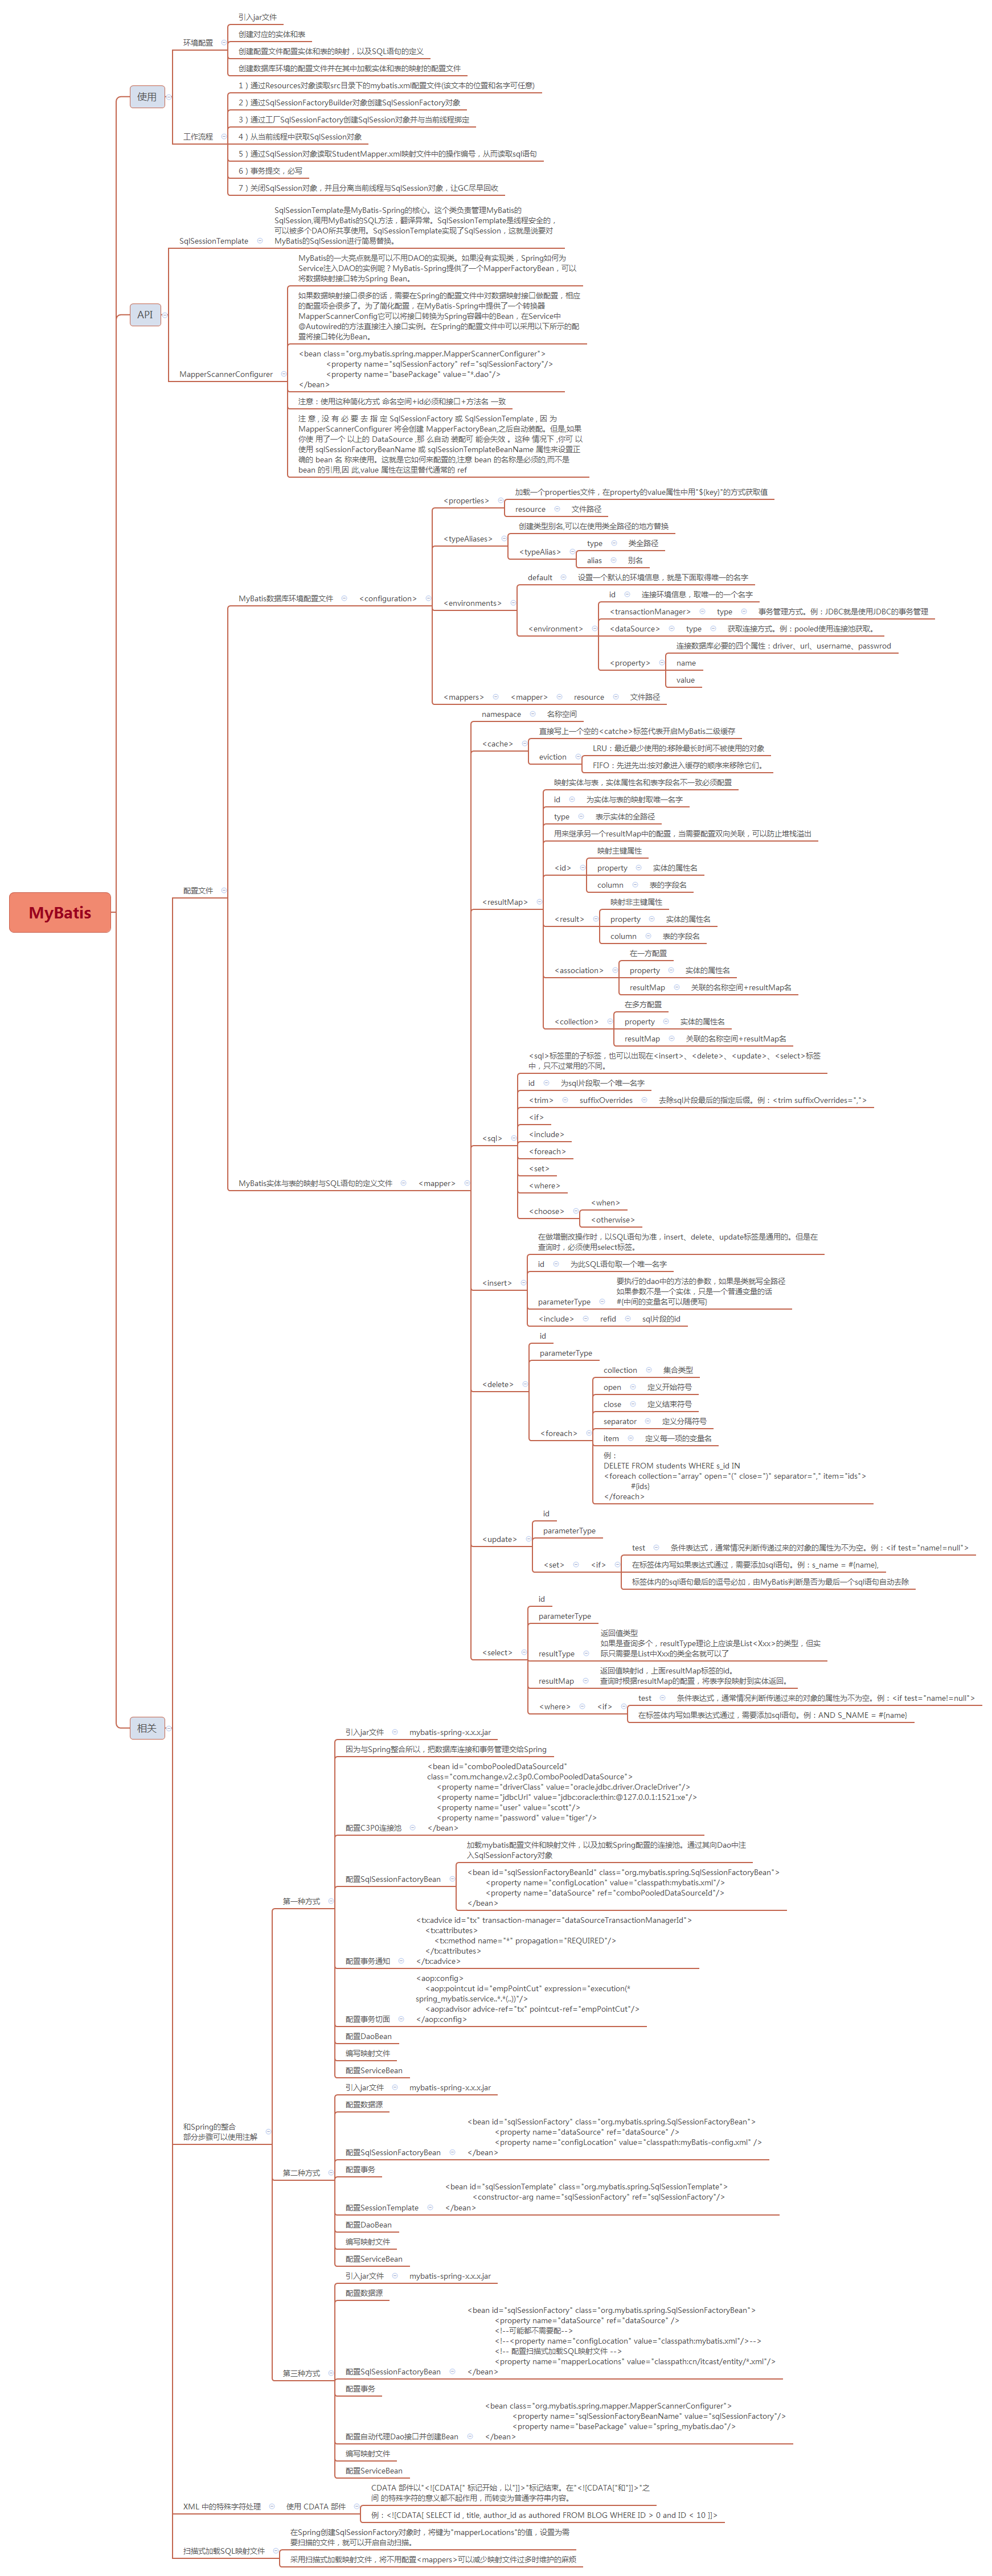 MyBatis
使用
环境配置
引入jar文件
创建对应的实体和表
创建配置文件配置实体和表的映射，以及SQL语句的定义
创建数据库环境的配置文件并在其中加载实体和表的映射的配置文件
工作流程
1）通过Resources对象读取src目录下的mybatis.xml配置文件(该文本的位置和名字可任意)
2）通过SqlSessionFactoryBuilder对象创建SqlSessionFactory对象
3）通过工厂SqlSessionFactory创建SqlSession对象并与当前线程绑定
4）从当前线程中获取SqlSession对象
5）通过SqlSession对象读取StudentMapper.xml映射文件中的操作编号，从而读取sql语句
6）事务提交，必写
7）关闭SqlSession对象，并且分离当前线程与SqlSession对象，让GC尽早回收
API
SqlSessionTemplate
SqlSessionTemplate是MyBatis-Spring的核心。这个类负责管理MyBatis的
SqlSession,调用MyBatis的SQL方法，翻译异常。SqlSessionTemplate是线程安全的，
可以被多个DAO所共享使用。SqlSessionTemplate实现了SqlSession，这就是说要对
MyBatis的SqlSession进行简易替换。
MapperScannerConfigurer
MyBatis的一大亮点就是可以不用DAO的实现类。如果没有实现类，Spring如何为
Service注入DAO的实例呢？MyBatis-Spring提供了一个MapperFactoryBean，可以
将数据映射接口转为Spring Bean。
如果数据映射接口很多的话，需要在Spring的配置文件中对数据映射接口做配置，相应
的配置项会很多了。为了简化配置，在MyBatis-Spring中提供了一个转换器
MapperScannerConfig它可以将接口转换为Spring容器中的Bean，在Service中
@Autowired的方法直接注入接口实例。在Spring的配置文件中可以采用以下所示的配
置将接口转化为Bean。
<bean class="org.mybatis.spring.mapper.MapperScannerConfigurer">
<property name="sqlSessionFactory" ref="sqlSessionFactory"/>
<property name="basePackage" value="*.dao"/>
</bean>
注意：使用这种简化方式 命名空间+id必须和接口+方法名 一致
注 意 , 没 有 必 要 去 指 定 SqlSessionFactory 或 SqlSessionTemplate , 因 为
MapperScannerConfigurer 将会创建 MapperFactoryBean,之后自动装配。但是,如果
你使 用了一个 以上的 DataSource ,那 么自动 装配可 能会失效 。这种 情况下 ,你可 以
使用 sqlSessionFactoryBeanName 或 sqlSessionTemplateBeanName 属性来设置正
确的 bean 名 称来使用。这就是它如何来配置的,注意 bean 的名称是必须的,而不是
bean 的引用,因 此,value 属性在这里替代通常的 ref
相关
配置文件
MyBatis数据库环境配置文件
<configuration>
<properties>
加载一个properties文件，在property的value属性中用"${key}"的方式获取值
resource
文件路径
<typeAliases>
创建类型别名,可以在使用类全路径的地方替换
<typeAlias>
type
类全路径
alias
别名
<environments>
default
设置一个默认的环境信息，就是下面取得唯一的名字
<environment>
id
连接环境信息，取唯一的一个名字
<transactionManager>
type
事务管理方式。例：JDBC就是使用JDBC的事务管理
<dataSource>
type
获取连接方式。例：pooled使用连接池获取。
<property>
连接数据库必要的四个属性：driver、url、username、passwrod
name
value
<mappers>
<mapper>
resource
文件路径
MyBatis实体与表的映射与SQL语句的定义文件
<mapper>
namespace
名称空间
<cache>
直接写上一个空的<catche>标签代表开启MyBatis二级缓存
eviction
LRU：最近最少使用的:移除最长时间不被使用的对象
FIFO：先进先出:按对象进入缓存的顺序来移除它们。
<resultMap>
映射实体与表，实体属性名和表字段名不一致必须配置
id
为实体与表的映射取唯一名字
type
表示实体的全路径
用来继承另一个resultMap中的配置，当需要配置双向关联，可以防止堆栈溢出
<id>
映射主键属性
property
实体的属性名
column
表的字段名
<result>
映射非主键属性
property
实体的属性名
column
表的字段名
<association>
在一方配置
property
实体的属性名
resultMap
关联的名称空间+resultMap名
<collection>
在多方配置
property
实体的属性名
resultMap
关联的名称空间+resultMap名
<sql>
<sql>标签里的子标签，也可以出现在<insert>、<delete>、<update>、<select>标签
中，只不过常用的不同。
id
为sql片段取一个唯一名字
<trim>
suffixOverrides
去除sql片段最后的指定后缀。例：<trim suffixOverrides=",">
<if>
<include>
<foreach>
<set>
<where>
<choose>
<when>
<otherwise>
<insert>
在做增删改操作时，以SQL语句为准，insert、delete、update标签是通用的。但是在
查询时，必须使用select标签。
id
为此SQL语句取一个唯一名字
parameterType
要执行的dao中的方法的参数，如果是类就写全路径
如果参数不是一个实体，只是一个普通变量的话
#{中间的变量名可以随便写}
<include>
refid
sql片段的id
<delete>
id
parameterType
<foreach>
collection
集合类型
open
定义开始符号
close
定义结束符号
separator
定义分隔符号
item
定义每一项的变量名
例：
DELETE FROM students WHERE s_id IN
<foreach collection="array" open="(" close=")" separator="," item="ids">
#{ids}
</foreach>
<update>
id
parameterType
<set>
<if>
test
条件表达式，通常情况判断传递过来的对象的属性为不为空。例：<if test="name!=null">
在标签体内写如果表达式通过，需要添加sql语句。例：s_name = #{name},
标签体内的sql语句最后的逗号必加，由MyBatis判断是否为最后一个sql语句自动去除
<select>
id
parameterType
resultType
返回值类型
如果是查询多个，resultType理论上应该是List<Xxx>的类型，但实
际只需要是List中Xxx的类全名就可以了
resultMap
返回值映射id，上面resultMap标签的id。
查询时根据resultMap的配置，将表字段映射到实体返回。
<where>
<if>
test
条件表达式，通常情况判断传递过来的对象的属性为不为空。例：<if test="name!=null">
在标签体内写如果表达式通过，需要添加sql语句。例：AND S_NAME = #{name}
和Spring的整合
部分步骤可以使用注解
第一种方式
引入jar文件
mybatis-spring-x.x.x.jar
因为与Spring整合所以，把数据库连接和事务管理交给Spring
配置C3P0连接池
<bean id="comboPooledDataSourceId"
class="com.mchange.v2.c3p0.ComboPooledDataSource">
<property name="driverClass" value="oracle.jdbc.driver.OracleDriver"/>
<property name="jdbcUrl" value="jdbc:oracle:thin:@127.0.0.1:1521:xe"/>
<property name="user" value="scott"/>
<property name="password" value="tiger"/>
</bean>
配置SqlSessionFactoryBean
加载mybatis配置文件和映射文件，以及加载Spring配置的连接池。通过其向Dao中注
入SqlSessionFactory对象
<bean id="sqlSessionFactoryBeanId" class="org.mybatis.spring.SqlSessionFactoryBean">
<property name="configLocation" value="classpath:mybatis.xml"/>
<property name="dataSource" ref="comboPooledDataSourceId"/>
</bean>
配置事务通知
<tx:advice id="tx" transaction-manager="dataSourceTransactionManagerId">
<tx:attributes>
<tx:method name="*" propagation="REQUIRED"/>
</tx:attributes>
</tx:advice>
配置事务切面
<aop:config>
<aop:pointcut id="empPointCut" expression="execution(*
spring_mybatis.service..*.*(..))"/>
<aop:advisor advice-ref="tx" pointcut-ref="empPointCut"/>
</aop:config>
配置DaoBean
编写映射文件
配置ServiceBean
第二种方式
引入jar文件
mybatis-spring-x.x.x.jar
配置数据源
配置SqlSessionFactoryBean
<bean id="sqlSessionFactory" class="org.mybatis.spring.SqlSessionFactoryBean">
<property name="dataSource" ref="dataSource" />
<property name="configLocation" value="classpath:myBatis-config.xml" />
</bean>
配置事务
配置SessionTemplate
<bean id="sqlSessionTemplate" class="org.mybatis.spring.SqlSessionTemplate">
<constructor-arg name="sqlSessionFactory" ref="sqlSessionFactory"/>
</bean>
配置DaoBean
编写映射文件
配置ServiceBean
第三种方式
引入jar文件
mybatis-spring-x.x.x.jar
配置数据源
配置SqlSessionFactoryBean
<bean id="sqlSessionFactory" class="org.mybatis.spring.SqlSessionFactoryBean">
<property name="dataSource" ref="dataSource" />
<!--可能都不需要配-->
<!--<property name="configLocation" value="classpath:mybatis.xml"/>-->
<!-- 配置扫描式加载SQL映射文件 -->
<property name="mapperLocations" value="classpath:cn/itcast/entity/*.xml"/>
</bean>
配置事务
配置自动代理Dao接口并创建Bean
<bean class="org.mybatis.spring.mapper.MapperScannerConfigurer">
<property name="sqlSessionFactoryBeanName" value="sqlSessionFactory"/>
<property name="basePackage" value="spring_mybatis.dao"/>
</bean>
编写映射文件
配置ServiceBean
XML 中的特殊字符处理
使用 CDATA 部件
CDATA 部件以"<![CDATA[" 标记开始，以"]]>"标记结束。在"<![CDATA["和"]]>"之
间 的特殊字符的意义都不起作用，而转变为普通字符串内容。
例：<![CDATA[ SELECT id , title, author_id as authored FROM BLOG WHERE ID > 0 and ID < 10 ]]>
扫描式加载SQL映射文件
在Spring创建SqlSessionFactory对象时，将键为"mapperLocations"的值，设置为需
要扫描的文件，就可以开启自动扫描。
采用扫描式加载映射文件，将不用配置<mappers>可以减少映射文件过多时维护的麻烦